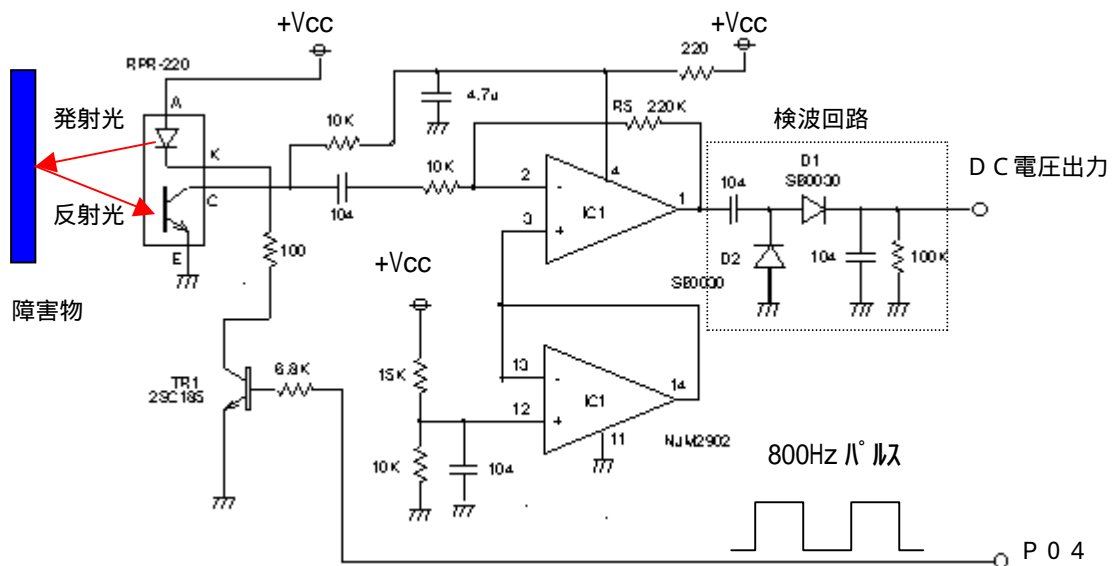 +Vcc
+Vcc
RPR-220
220
A
4.7u
R5 220K
発射光
10K
検波回路
K
D1
SB0030
DC電圧出力
10K
2
-
4
104
C
1
反射光
104
3
+
IC1
E
100
+Vcc
D2
104
100K
SB0030
障害物
15K
13
-
14
6.8K
TR1
2SC185
IC1
12
+
11
NJM2902
10K
104
800Hz パルス
P04